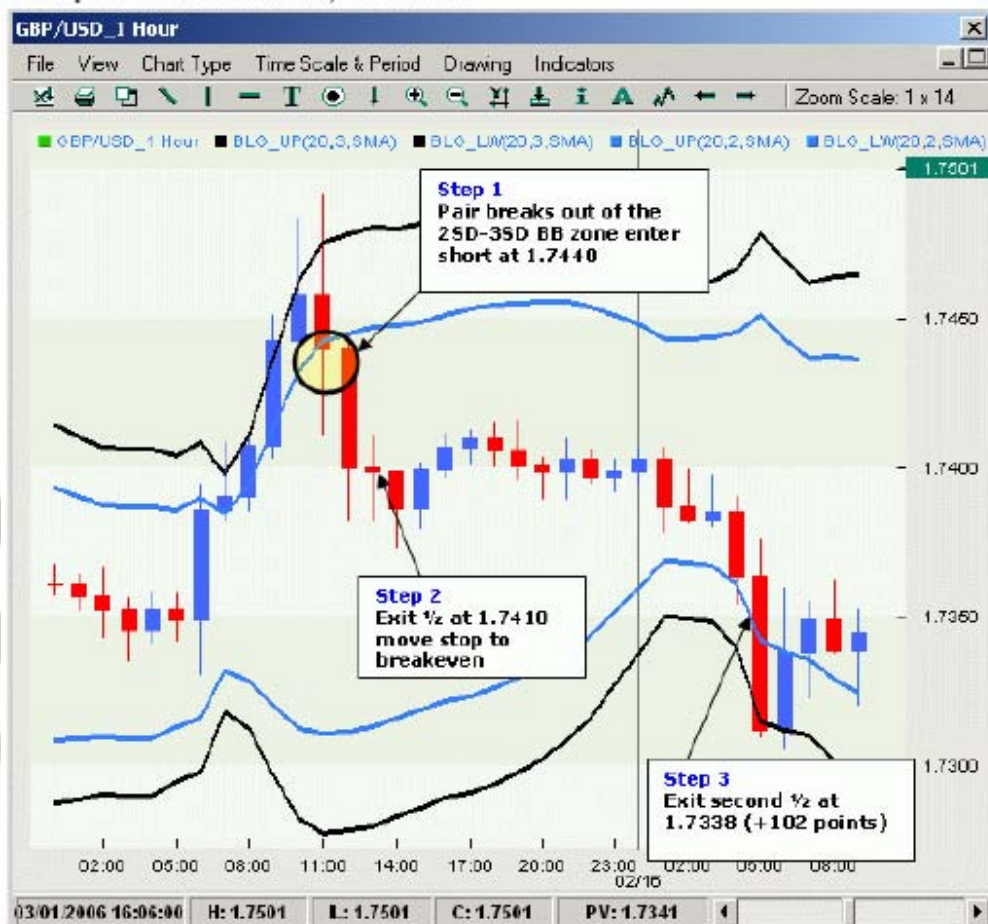 GBP/USD_1 Hour
File View Chart Type Time Scale & Period Drawing Indicators
Zoom Scale: 1 x 14
GBP/USD_1 Hour BLG_UP(20,3,SMA) BLG_LW(20,3,SMA) BLG_UP(20,2,SMA) BLG_LW(20,2,SMA)
1.7501
Step 1
Pair breaks out of the
2SD-3SD BB zone enter
short at 1.7440
1.7450
1.7400
Step 2
Exit ½ at 1.7410
move stop to
breakeven
1.7350
1.7300
Step 3
Exit second ½ at
1.7338 (+102 points)
02:00 05:00 08:00 11:00 14:00 17:00 20:00 23:00 02:00 05:00 08:00
02/16
03/01/2006 16:06:00 H: 1.7501 L: 1.7501 C: 1.7501 PV: 1.7341